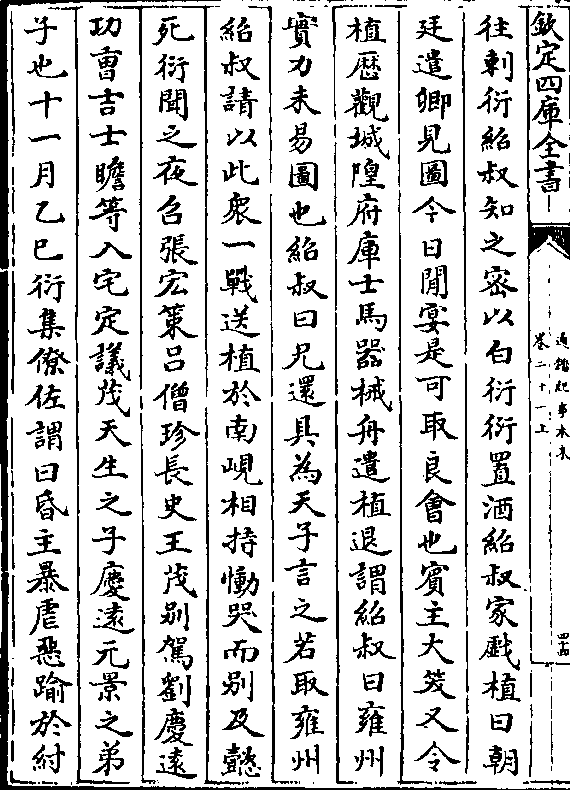 欽定四庫全書
通鑑紀事本末
卷二十一上
往刺衍紹叔知之密以白衍衍置酒紹叔家戲植曰朝
廷遣卿見圖今日閒宴是可取良會也賓主大笑又令
植歷觀城隍府庫士馬器械舟遣植退謂紹叔曰雍州
實力未易圖也紹叔曰兄還具為天子言之若取雍州
紹叔請以此衆一戰送植於南峴相持慟哭而别及懿
死衍聞之夜召張宏策吕僧珍長史王茂别駕劉慶逺
功曹吉士瞻等入宅定議茂天生之子慶逺元景之弟
子也十一月乙巳衍集僚佐謂曰昏主暴虐惡踰於紂